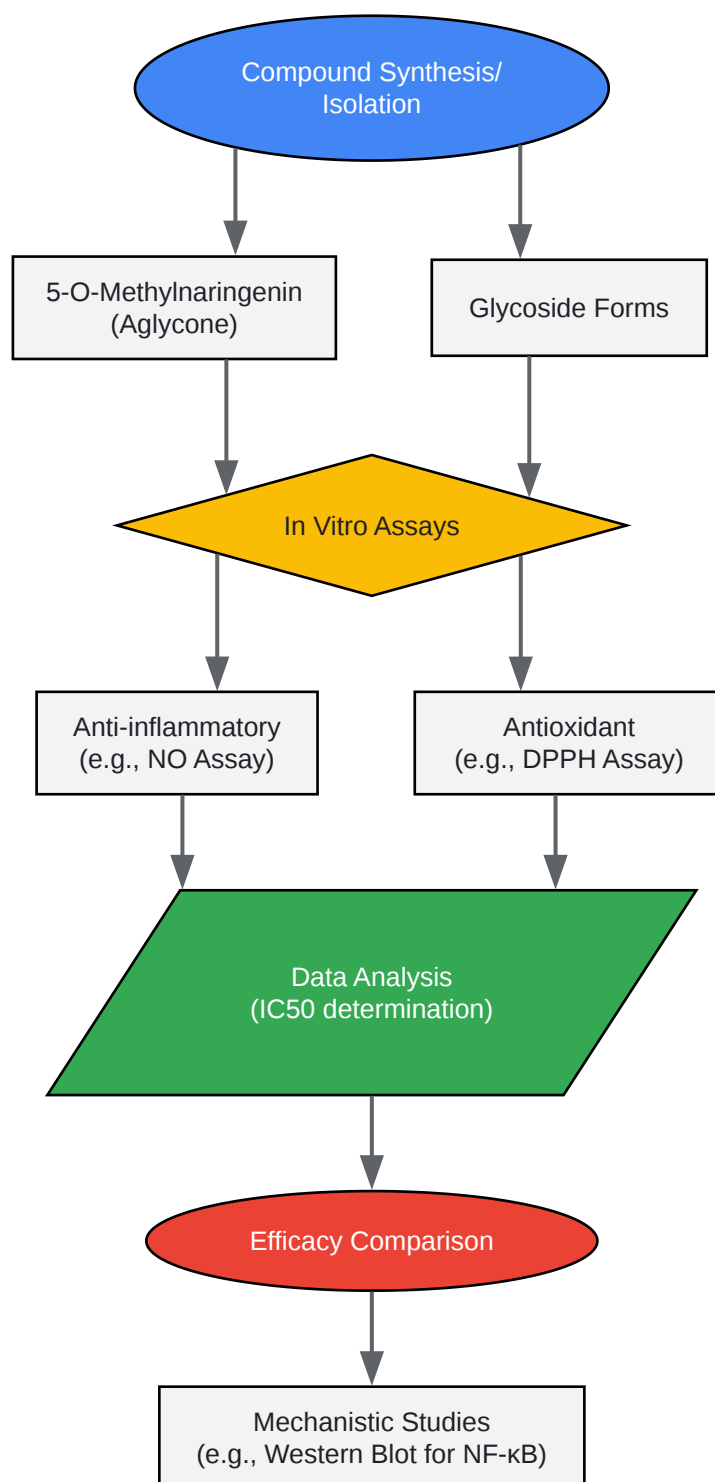 Compound Synthesis/
Isolation
5-O-Methylnaringenin
(Aglycone)
Glycoside Forms
In Vitro Assays
Anti-inflammatory
(e.g., NO Assay)
Antioxidant
(e.g., DPPH Assay)
Data Analysis
(IC50 determination)
Efficacy Comparison
Mechanistic Studies
(e.g., Western Blot for NF-κB)